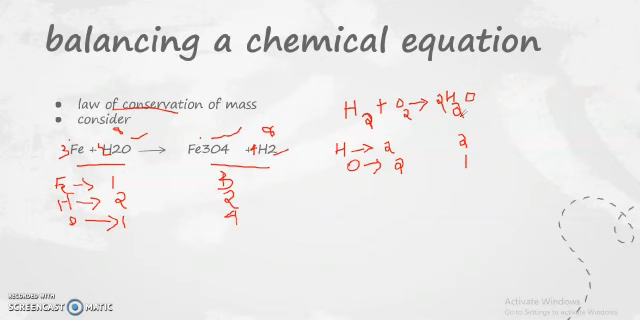 balancing a chemical equation
• law of conservation of mass
• consider
H2 + O2 → 2H2O
8 8
3Fe + 4H2O → Fe3O4 + 4H2
H → 2 2
O → 2 1
Fe → 1 3
H → 2 2
O → 1 4
RECORDED WITH
SCREENCAST MATIC
Activate Windows
Go to Settings to activate Windows.